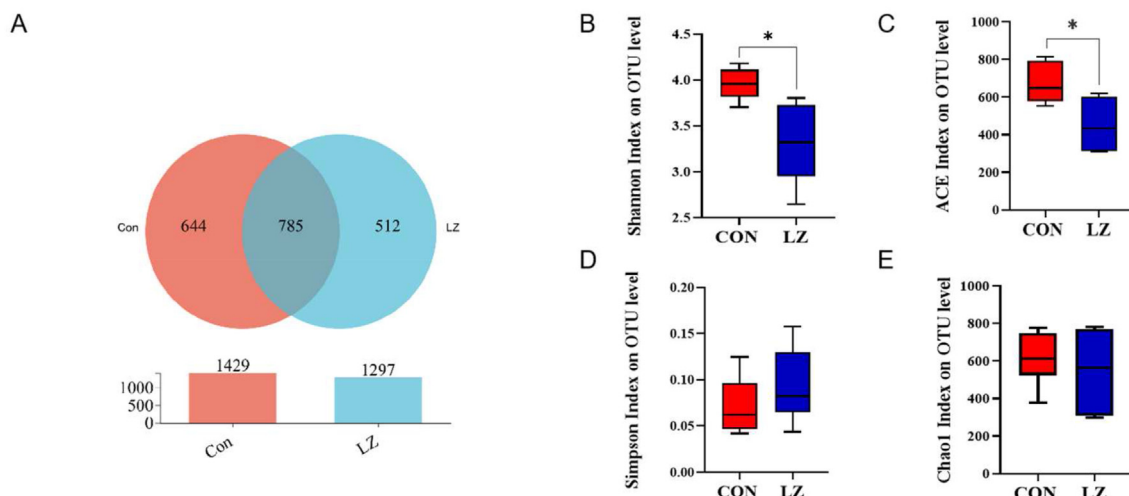 A
Con
644
785
512
LZ
1429
1297
1000
500
0
Con
LZ
B
Shannon Index on OTU level
4.5
4.0
3.5
3.0
2.5
*
CON
LZ
C
ACE Index on OTU level
1000
800
600
400
200
0
*
CON
LZ
D
Simpson Index on OTU level
0.20
0.15
0.10
0.05
0.00
CON
LZ
E
Chao1 Index on OTU level
1000
800
600
400
200
0
CON
LZ